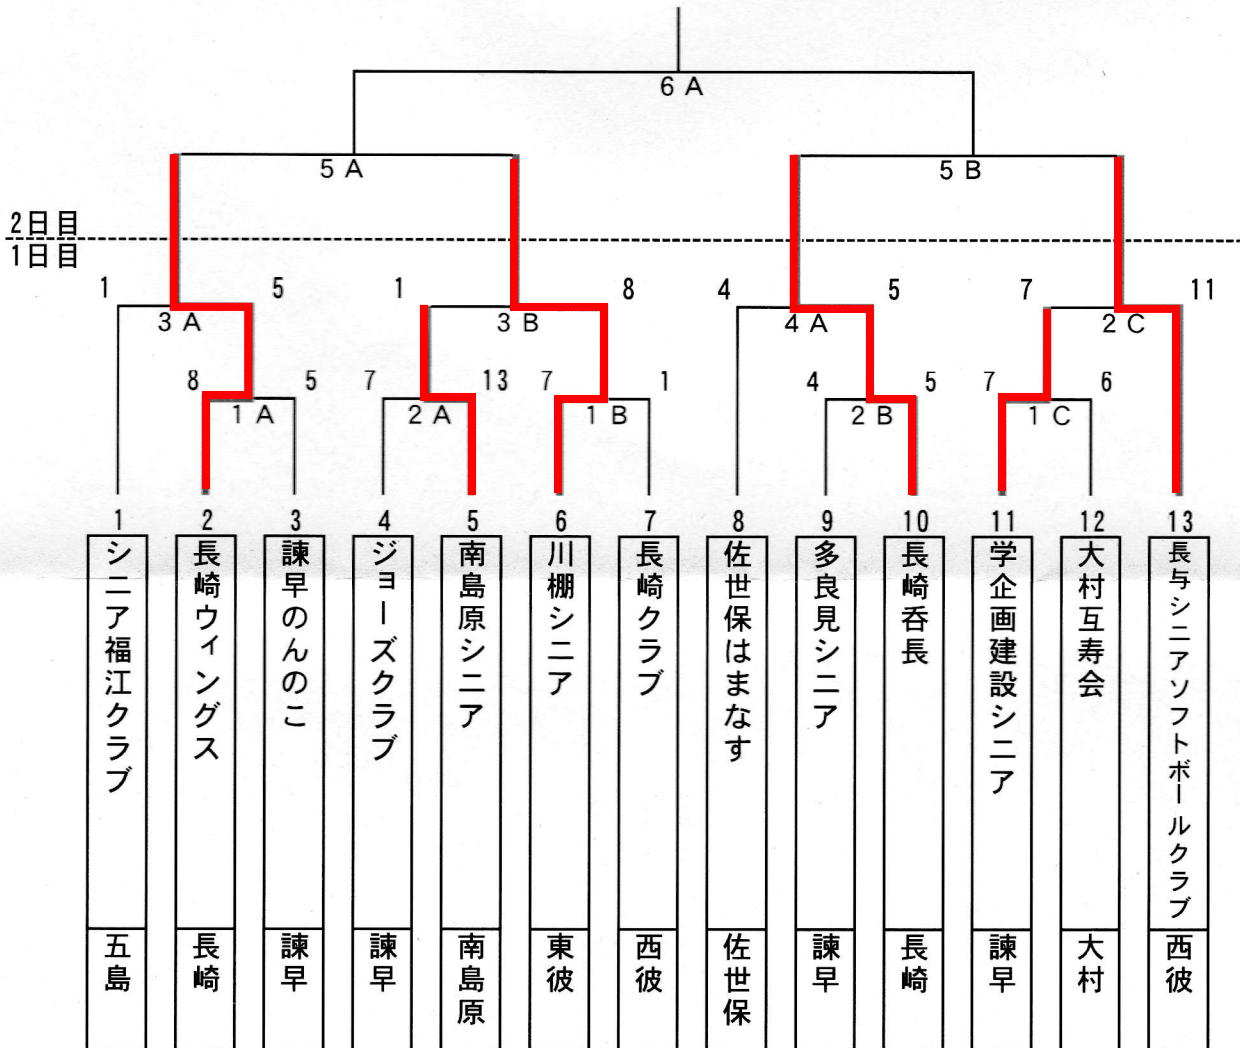 6 A
5 A
5 B
2日目
1日目
1 5 1 8 4 5 7 11
3 A 3 B 4 A 2 C
8 5 7 13 7 1 4 5 7 6
1 A 2 A 1 B 2 B 1 C
1 2 3 4 5 6 7 8 9 10 11 12 13
シニア福江クラブ
長崎ウィングス
諫早のんのこ
ジョーズクラブ
南島原シニア
川棚シニア
長崎クラブ
佐世保はまなす
多良見シニア
長崎呑長
学企画建設シニア
大村互寿会
長与シニアソフトボールクラブ
五島
長崎
諫早
諫早
南島原
東彼
西彼
佐世保
諫早
長崎
諫早
大村
西彼